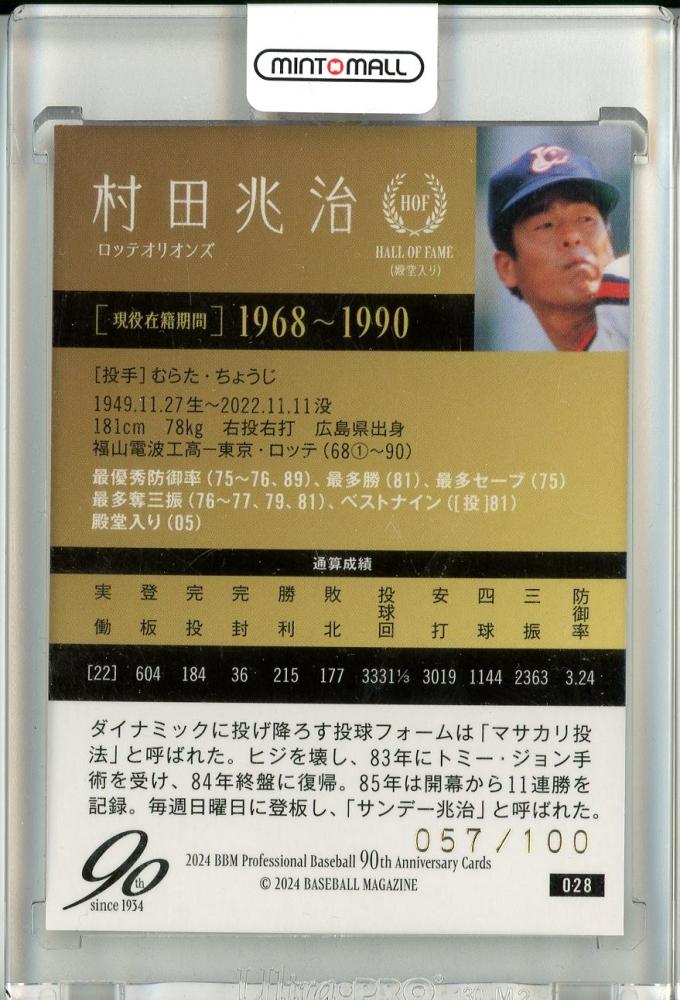 MINTOMALL
村田兆治
ロッテオリオンズ
HOF
HALL OF FAME
(殿堂入り)
[現役在籍期間] 1968～1990
[投手]むらた・ちょうじ
1949.11.27生～2022.11.11没
181cm 78kg 右投右打 広島県出身
福山電波工高ー東京・ロッテ(68①～90)
最優秀防御率(75～76、89)、最多勝(81)、最多セーブ(75)
最多奪三振(76～77、79、81)、ベストナイン([投]81)
殿堂入り(05)
通算成績
実働 登板 完投 完封 勝利 敗北 投球回 安打 四球 三振 防御率
[22] 604 184 36 215 177 3331⅓ 3019 1144 2363 3.24
ダイナミックに投げ降ろす投球フォームは「マサカリ投
法」と呼ばれた。ヒジを壊し、83年にトミー・ジョン手
術を受け、84年終盤に復帰。85年は開幕から11連勝を
記録。毎週日曜日に登板し、「サンデー兆治」と呼ばれた。
057/100
90th
since 1934
2024 BBM Professional Baseball 90th Anniversary Cards
© 2024 BASEBALL MAGAZINE
028
Ultra·PRO®